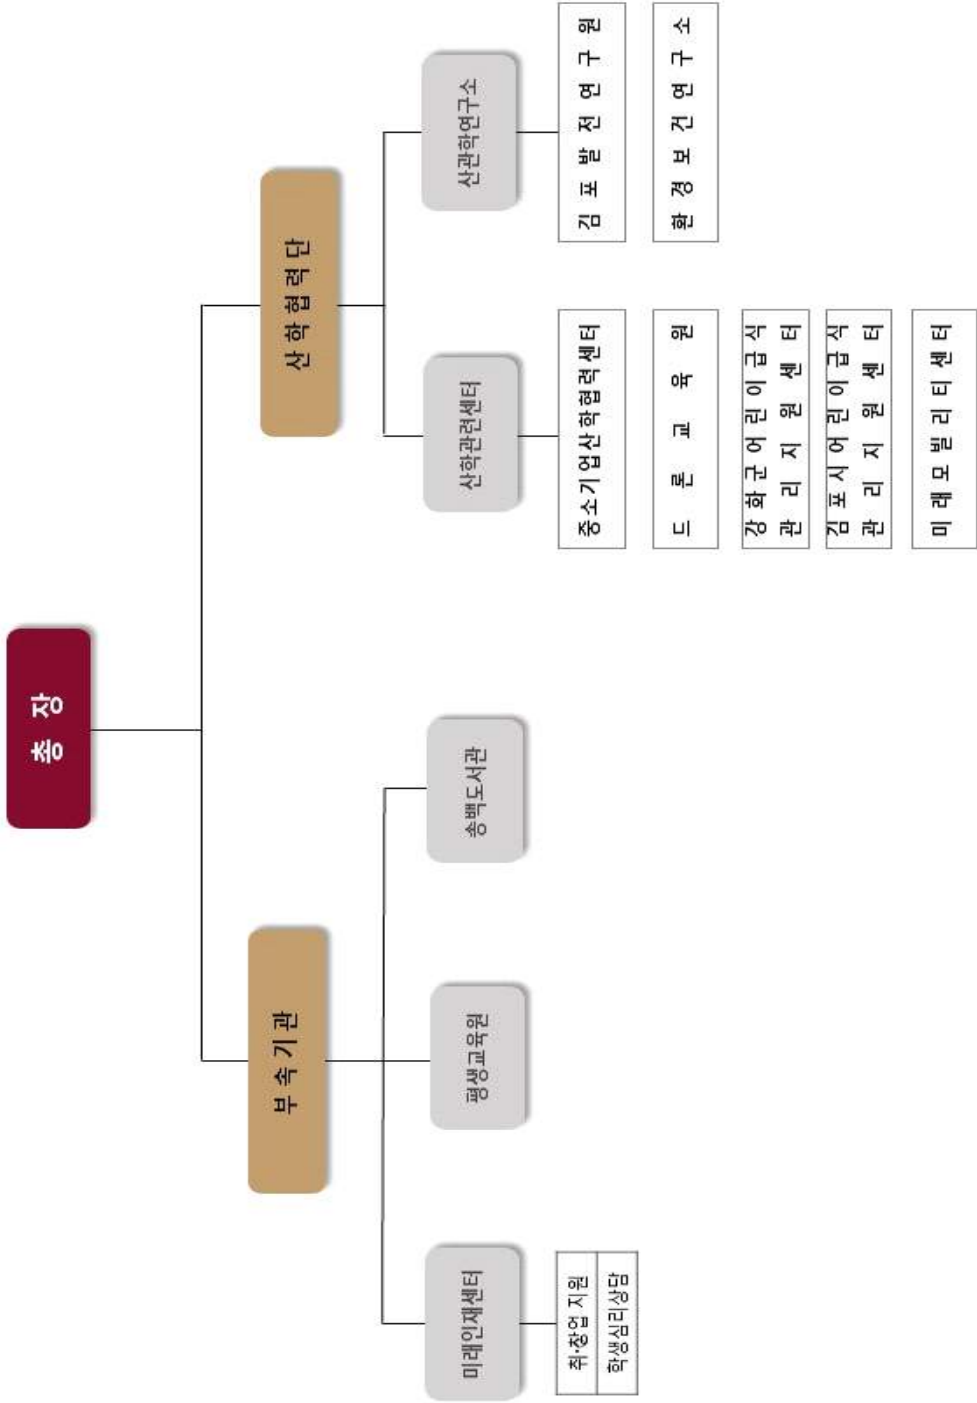 총 장
부속기관
산학협력단
미래인재센터
평생교육원
송백도서관
산학관련센터
산관학연구소
취·창업 지원
학생심리상담
중소기업산학협력센터
드 론 교 육 원
강화군어린이급식
관 리 지 원 센 터
김포시어린이급식
관 리 지 원 센 터
미래모빌리티센터
김 포 발 전 연 구 원
환 경 보 건 연 구 소